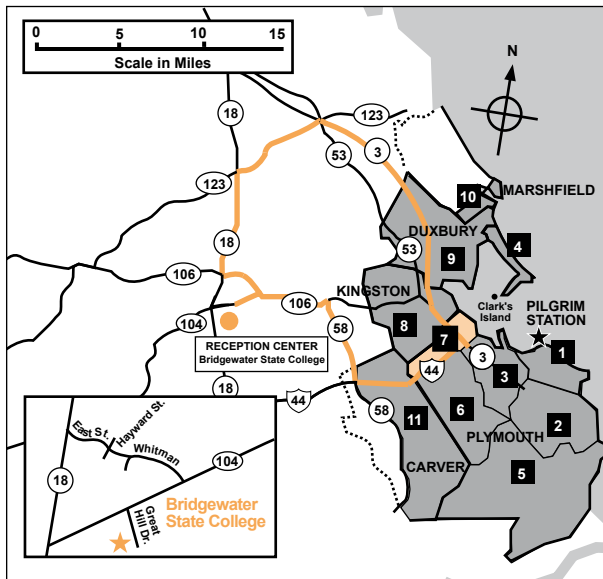 0 5 10 15
Scale in Miles
N
18
123
123
53
3
10
MARSHFIELD
123
DUXBURY
4
18
53
9
106
KINGSTON
Clark's
Island
PILGRIM
STATION
106
104
58
8
7
1
RECEPTION CENTER
Bridgewater State College
3
44
3
18
44
58
11
6
2
PLYMOUTH
CARVER
5
East St.
Hayward St.
Whitman
104
18
Great
Hill Dr.
Bridgewater
State College